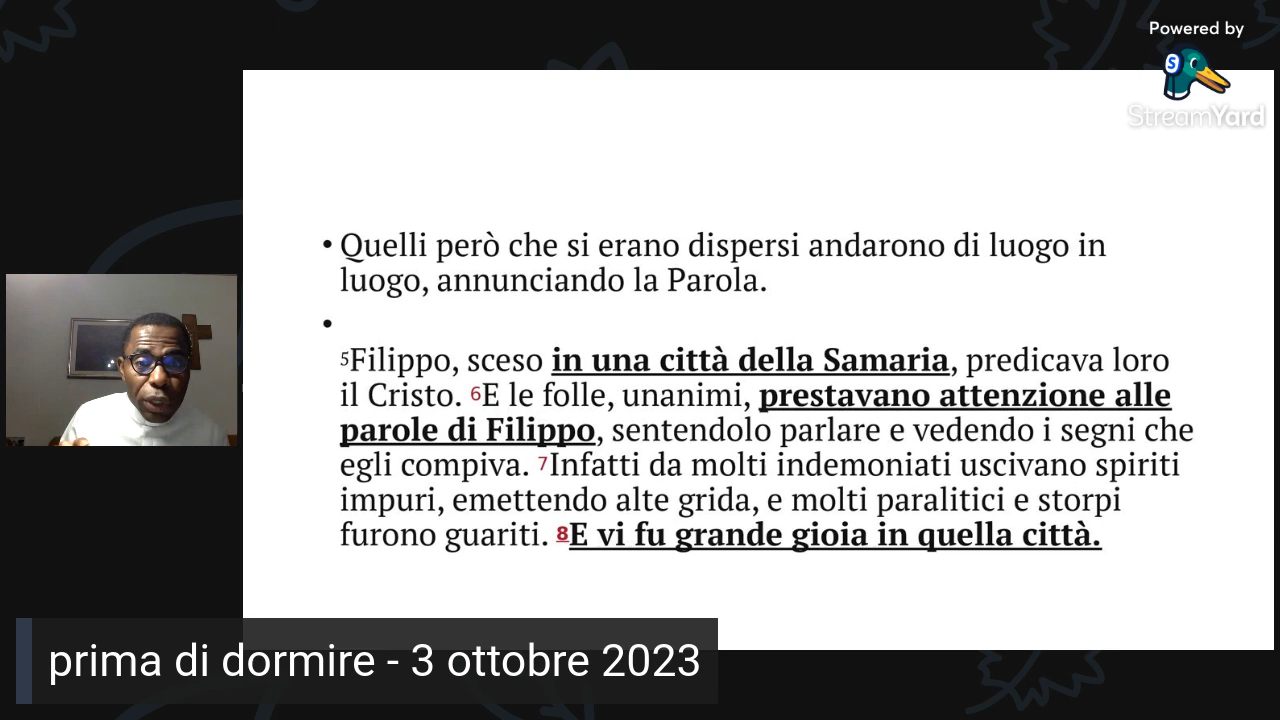 Powered by
StreamYard
• Quelli però che si erano dispersi andarono di luogo in
luogo, annunciando la Parola.
•
5Filippo, sceso in una città della Samaria, predicava loro
il Cristo. 6E le folle, unanimi, prestavano attenzione alle
parole di Filippo, sentendolo parlare e vedendo i segni che
egli compiva. 7Infatti da molti indemoniati uscivano spiriti
impuri, emettendo alte grida, e molti paralitici e storpi
furono guariti. 8E vi fu grande gioia in quella città.
prima di dormire - 3 ottobre 2023